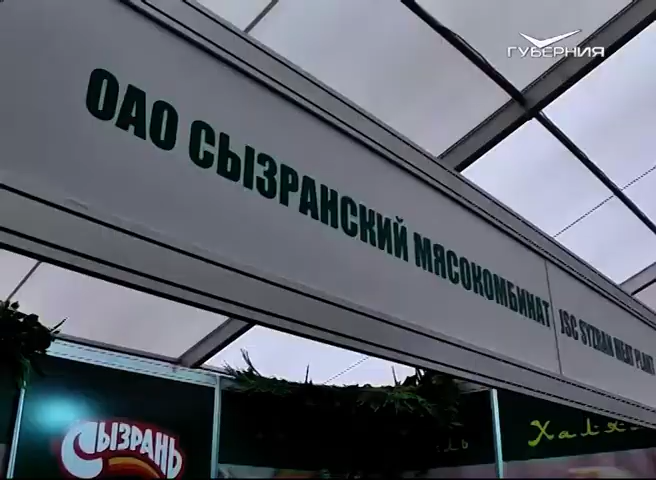 ГУБЕРНИЯ
ОАО СЫЗРАНСКИЙ МЯСОКОМБИНАТ
JSC SYZRAN MEAT PLANT
СЫЗРАНЬ